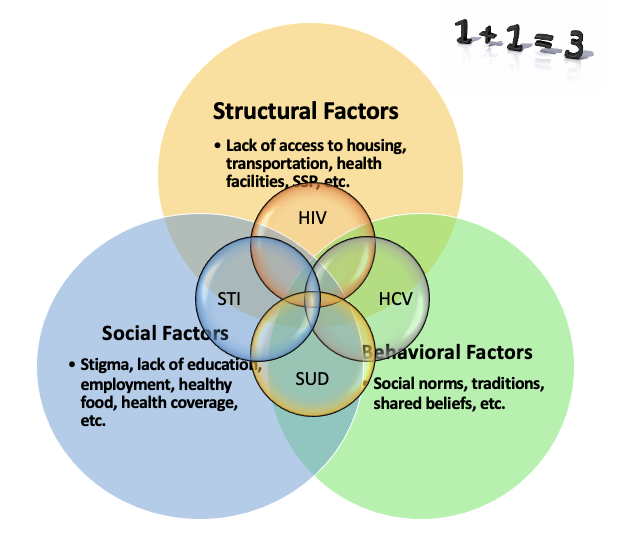 1+1=3
Structural Factors
• Lack of access to housing,
transportation, health
facilities, SSP, etc.
HIV
STI
HCV
SUD
Social Factors
• Stigma, lack of education,
employment, healthy
food, health coverage,
etc.
Behavioral Factors
• Social norms, traditions,
shared beliefs, etc.